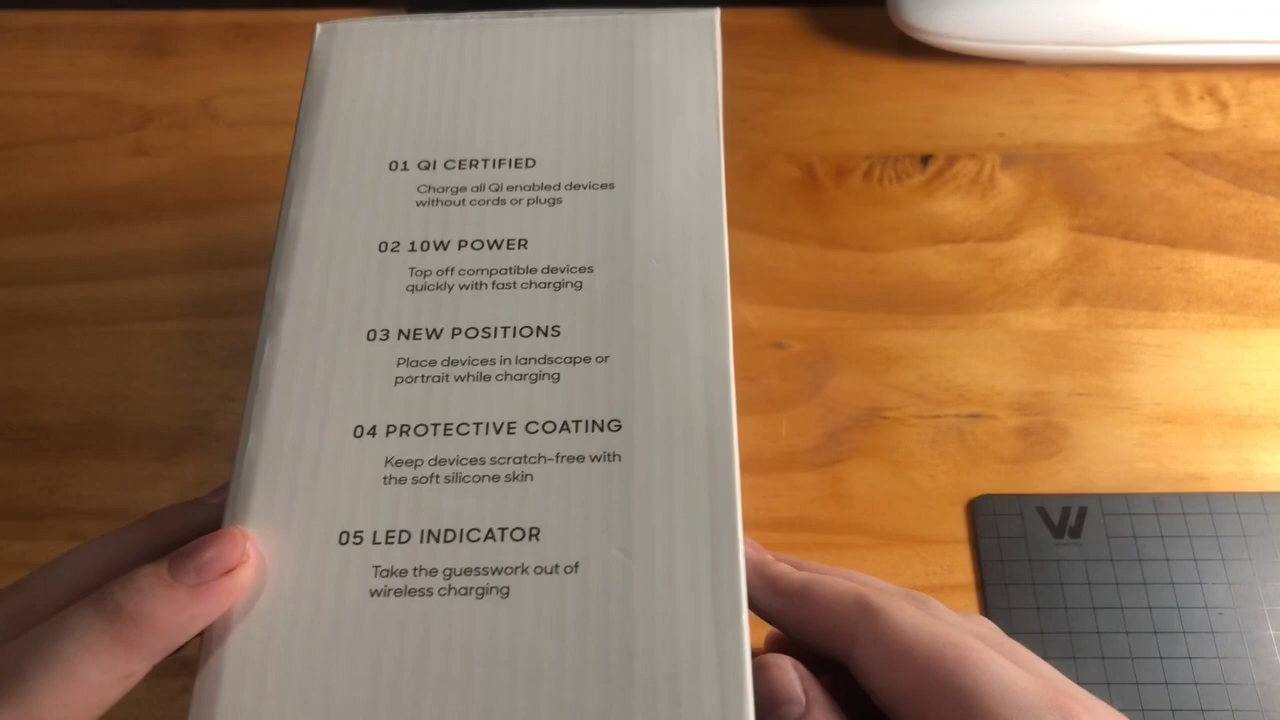 01 QI CERTIFIED
Charge all Qi enabled devices
without cords or plugs
02 10W POWER
Top off compatible devices
quickly with fast charging
03 NEW POSITIONS
Place devices in landscape or
portrait while charging
04 PROTECTIVE COATING
Keep devices scratch-free with
the soft silicone skin
05 LED INDICATOR
Take the guesswork out of
wireless charging